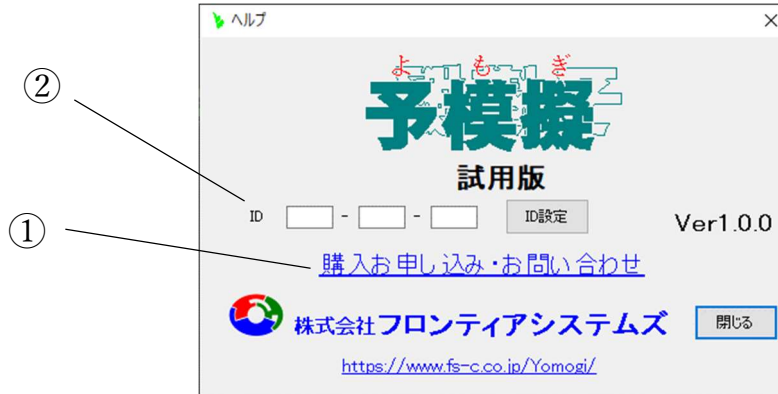 ヘルプ
よもぎ
予模擬
試用版
②
ID - - ID設定
Ver1.0.0
①
購入お申し込み・お問い合わせ
株式会社フロンティアシステムズ
閉じる
https://www.fs-c.co.jp/Yomogi/